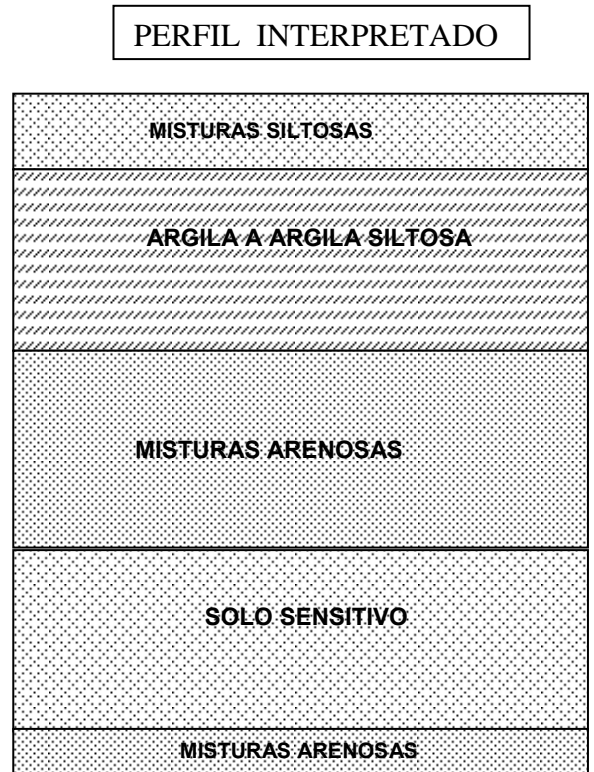 PERFIL INTERPRETADO
MISTURAS SILTOSAS
ARGILA A ARGILA SILTOSA
MISTURAS ARENOSAS
SOLO SENSITIVO
MISTURAS ARENOSAS